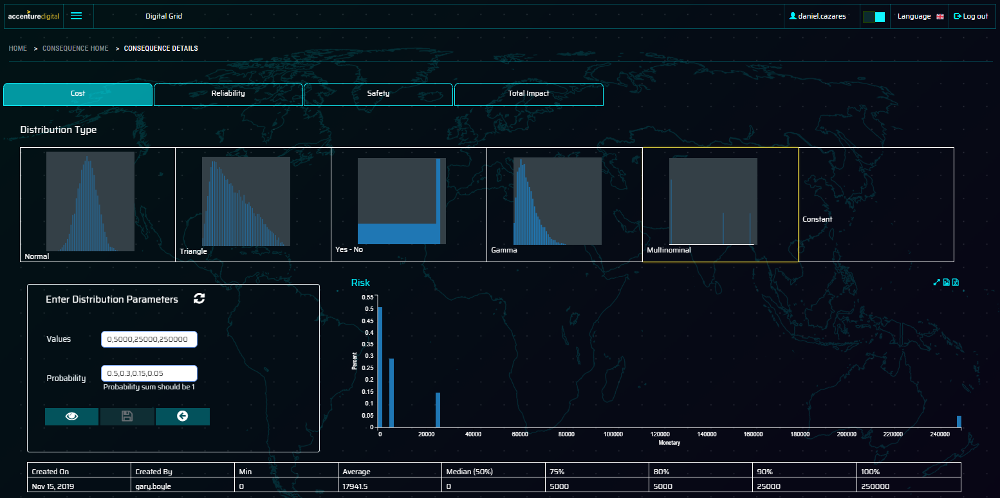 accenturedigital Digital Grid daniel.cazares Language Log out
HOME > CONSEQUENCE HOME > CONSEQUENCE DETAILS
Cost Reliability Safety Total Impact
Distribution Type
Normal
Triangle
Yes - No
Gamma
Multinominal
Constant
Enter Distribution Parameters
Values 0,5000,25000,250000
Probability 0.5,0.3,0.15,0.05
Probability sum should be 1
Risk
Percent
0.55
0.5
0.45
0.4
0.35
0.3
0.25
0.2
0.15
0.1
0.05
0
0 20000 40000 60000 80000 100000 120000 140000 160000 180000 200000 220000 240000
Monetary
Created On Created By Min Average Median (50%) 75% 80% 90% 100%
Nov 15, 2019 gary.boyle 0 17941.5 0 5000 5000 25000 250000